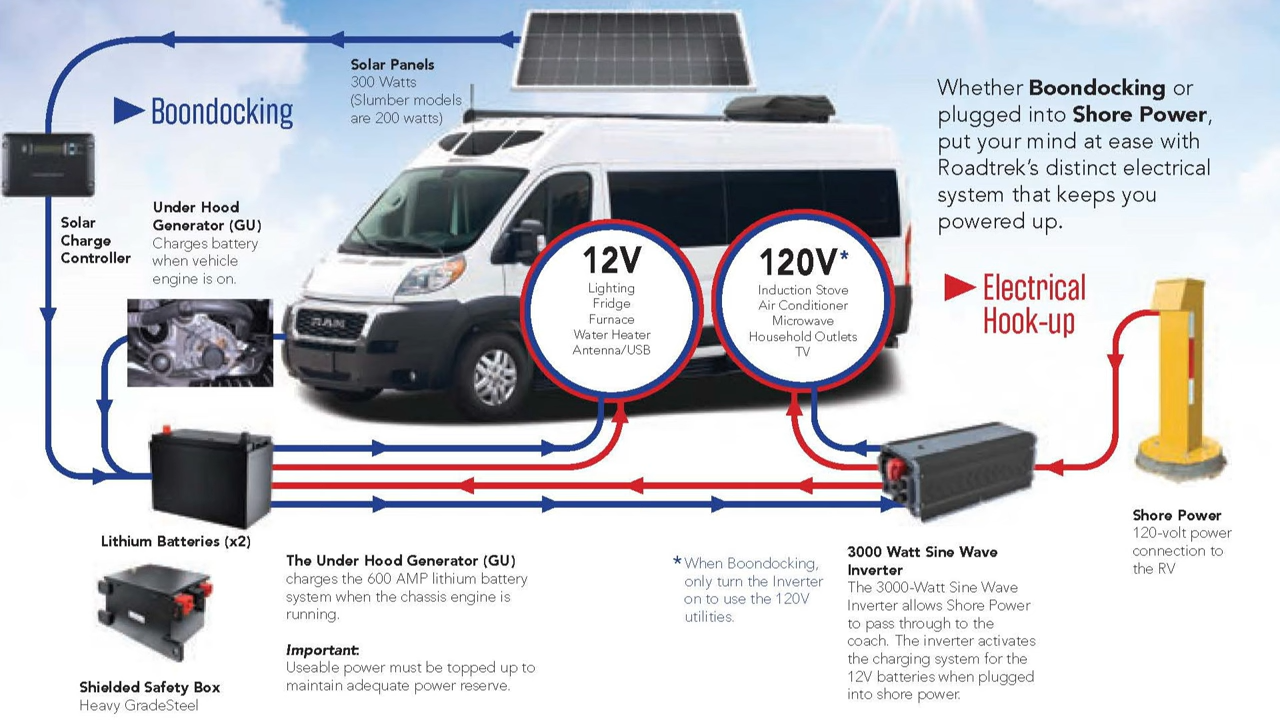 Solar Panels
300 Watts
(Slumber models
are 200 watts)
Boondocking
Whether Boondocking or
plugged into Shore Power,
put your mind at ease with
Roadtrek's distinct electrical
system that keeps you
powered up.
Solar
Charge
Controller
Under Hood
Generator (GU)
Charges battery
when vehicle
engine is on.
RAM
12V
Lighting
Fridge
Furnace
Water Heater
Antenna/USB
120V*
Induction Stove
Air Conditioner
Microwave
Household Outlets
TV
Electrical
Hook-up
Lithium Batteries (x2)
Shielded Safety Box
Heavy GradeSteel
The Under Hood Generator (GU)
charges the 600 AMP lithium battery
system when the chassis engine is
running.
Important:
Useable power must be topped up to
maintain adequate power reserve.
* When Boondocking,
only turn the Inverter
on to use the 120V
utilities.
3000 Watt Sine Wave
Inverter
The 3000-Watt Sine Wave
Inverter allows Shore Power
to pass through to the
coach. The inverter activates
the charging system for the
12V batteries when plugged
into shore power.
Shore Power
120-volt power
connection to
the RV